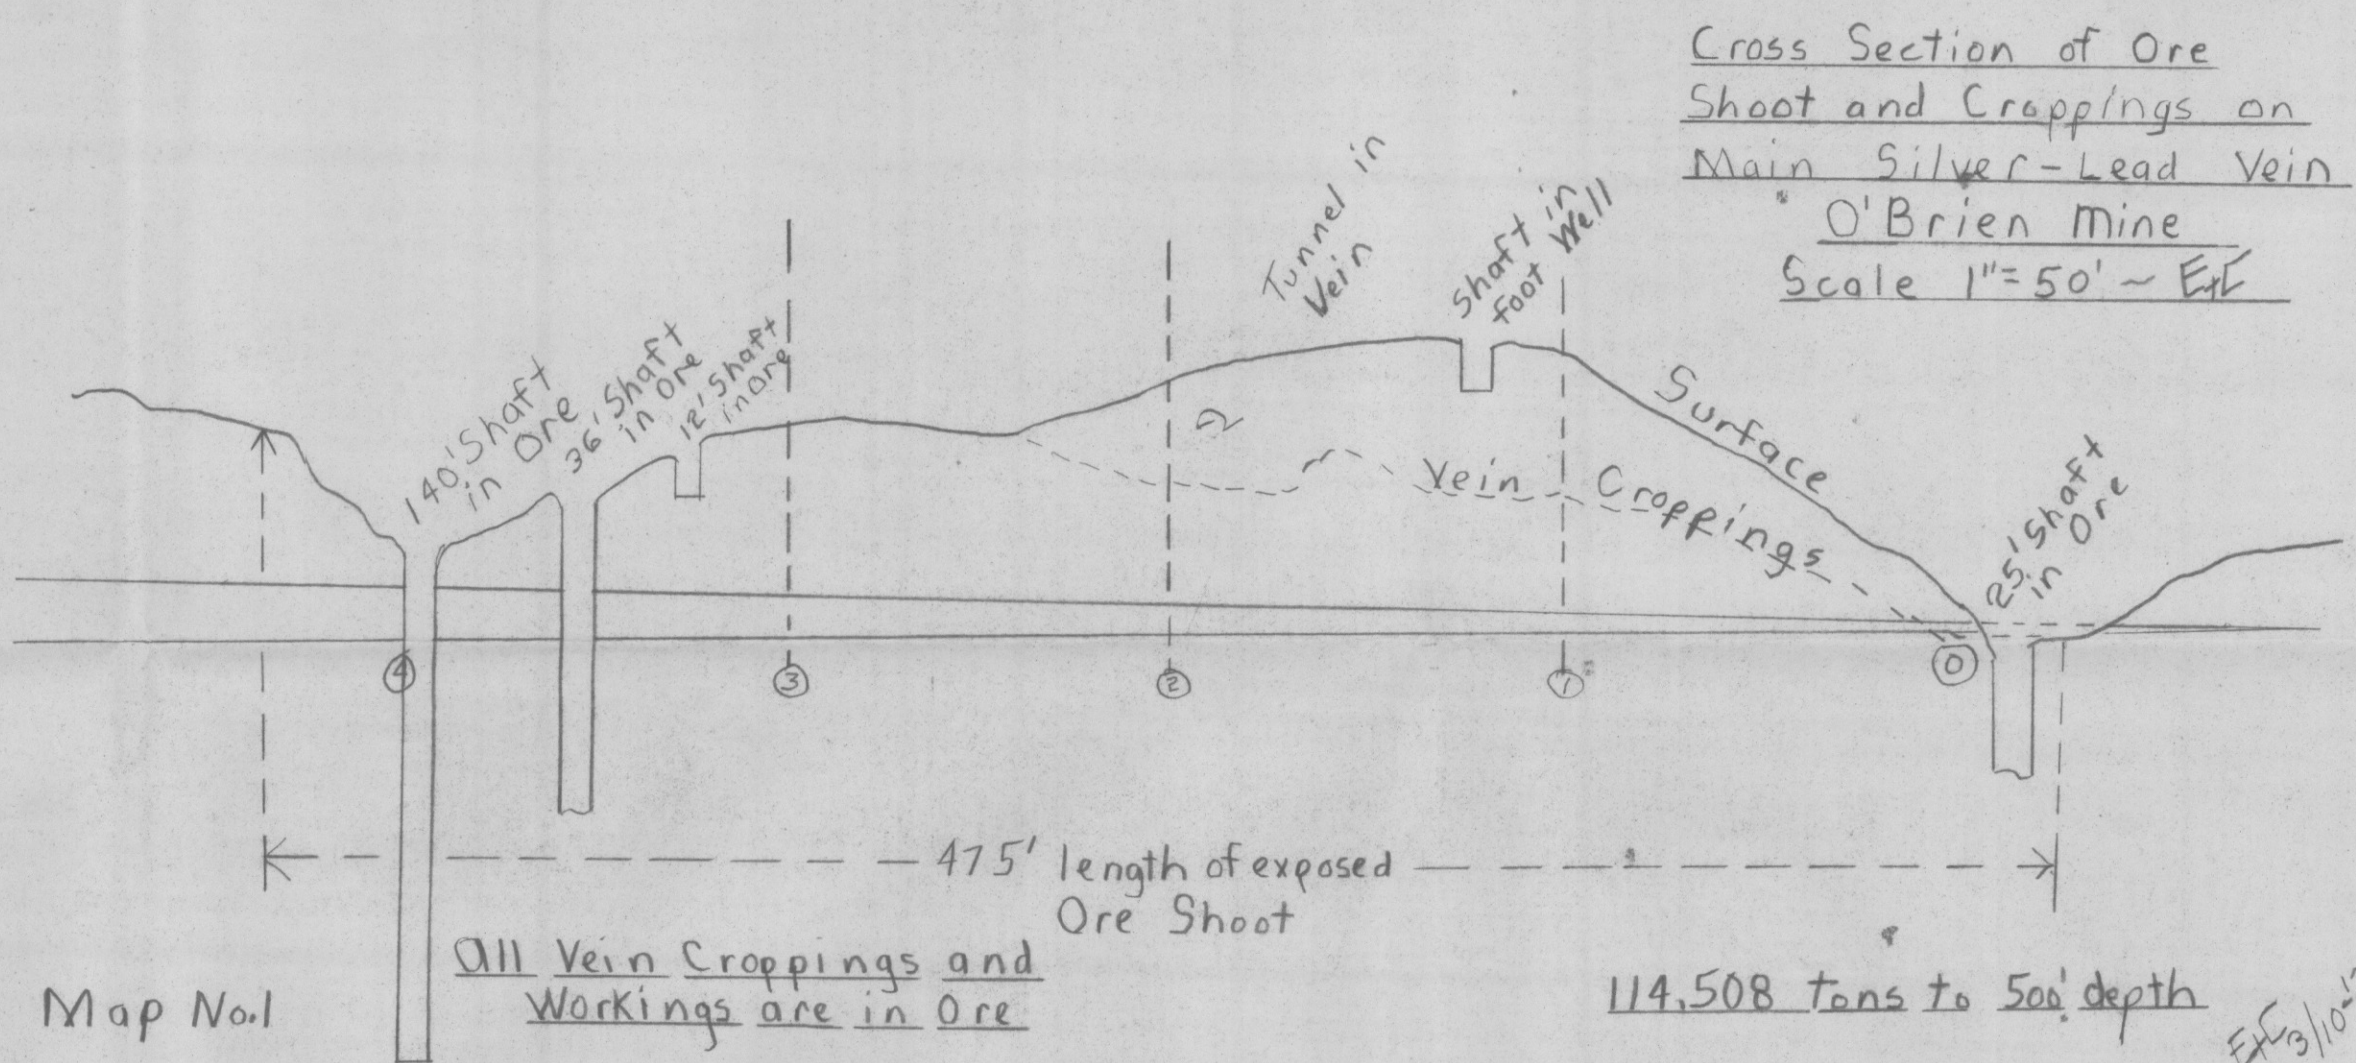 Cross Section of Ore
Shoot and Croppings on
Main Silver-Lead Vein
O'Brien Mine
Scale 1"=50' ~
Tunnel in
Vein
Shaft in
foot Well
140' Shaft
in Ore
36' Shaft
in Ore
12' Shaft
in Ore
Surface
Vein Croppings
25' Shaft
in Ore
4
3
2
1
0
475' length of exposed
Ore Shoot
All Vein Croppings and
Workings are in Ore
Map No.1
114,508 tons to 500' depth